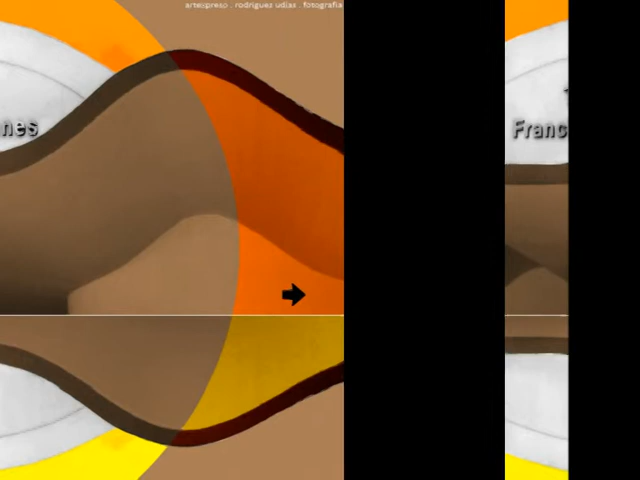 artexpreso . rodriguez udias . fotografia
nes
Franc